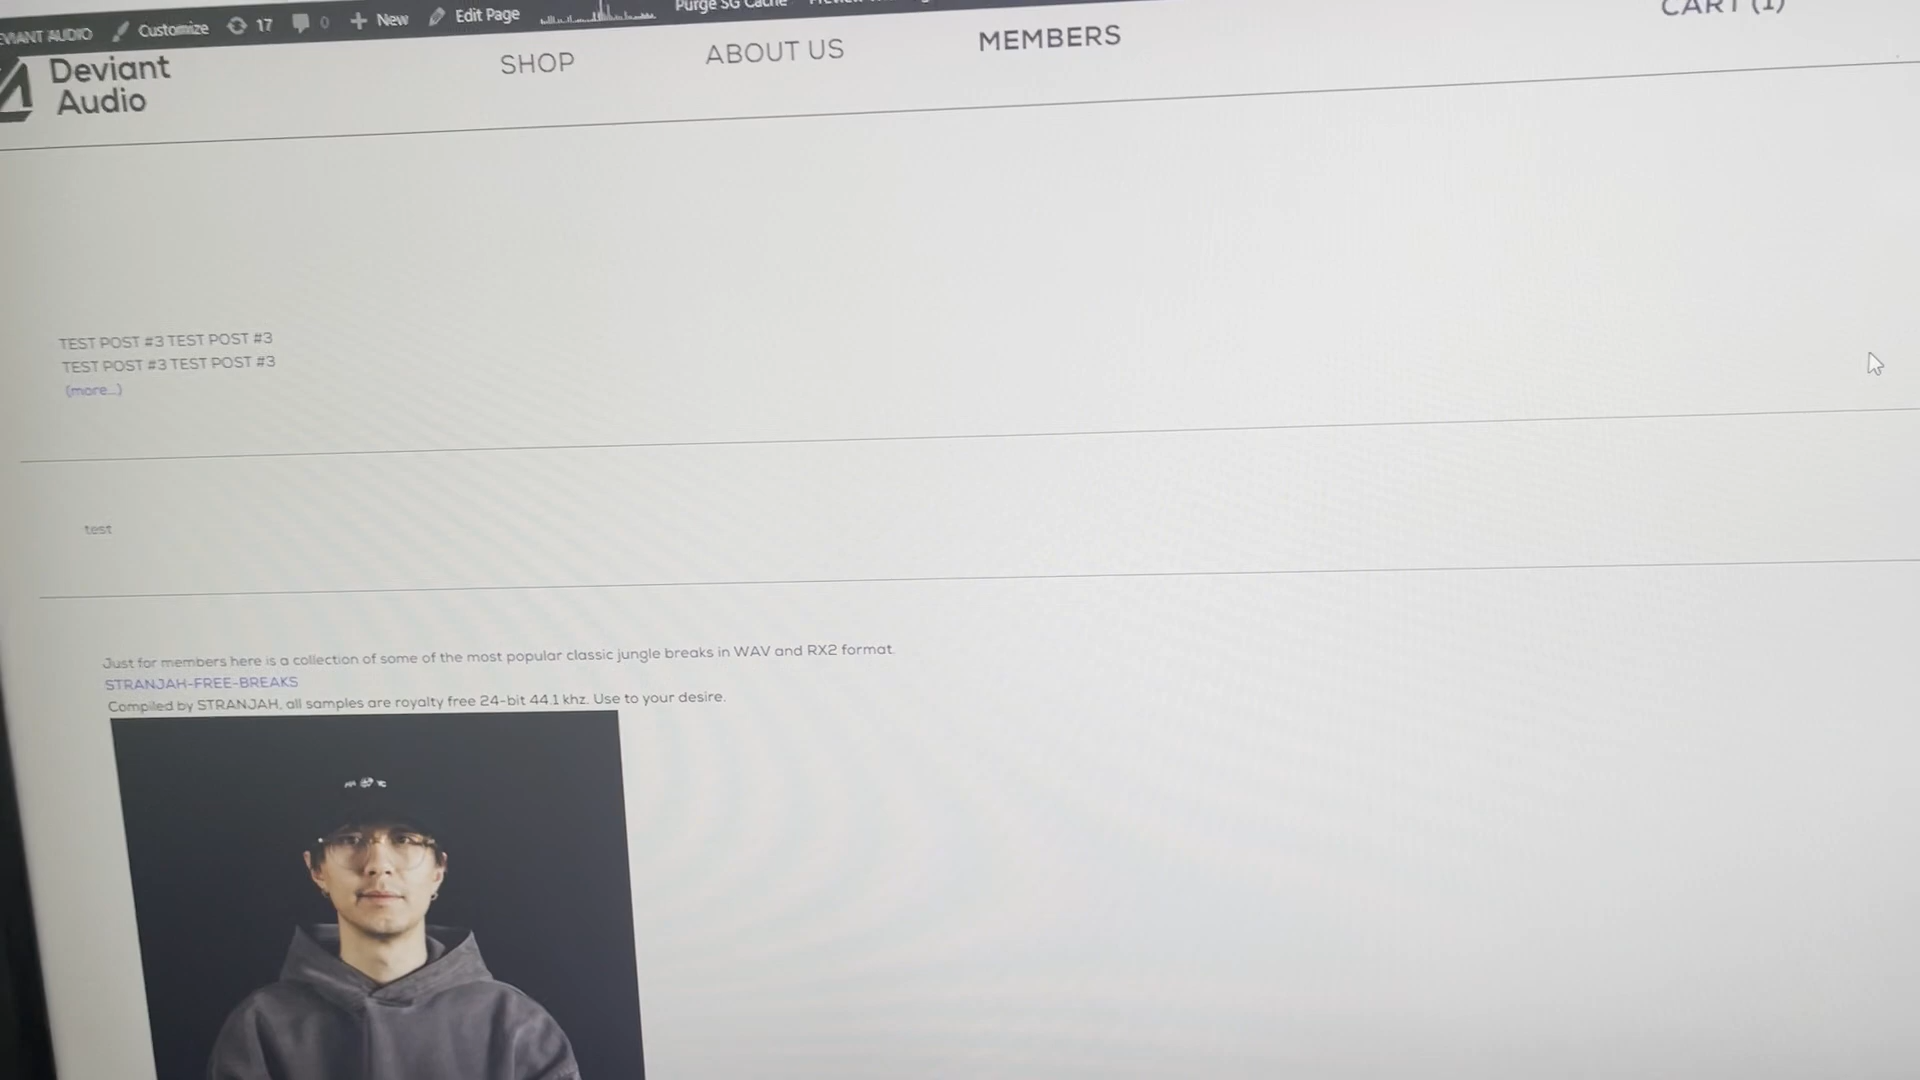 VIANT AUDIO Customize 17 0 New Edit Page Purge SG Cache
Deviant
Audio
SHOP ABOUT US MEMBERS CART (1)
TEST POST #3 TEST POST #3
TEST POST #3 TEST POST #3
(more...)
test
Just for members here is a collection of some of the most popular classic jungle breaks in WAV and RX2 format.
STRANJAH-FREE-BREAKS
Compiled by STRANJAH, all samples are royalty free 24-bit 44.1 khz. Use to your desire.